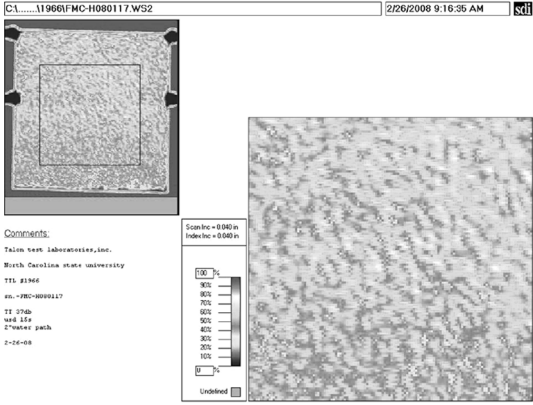 C:\.......\1966\FMC-H080117.WS2
2/26/2008 9:16:35 AM
sdi
Comments:
Talon test laboratories,inc.
North Carolina state university
TTL #1966
sn.-FMC-H080117
TT 37db
usd 15s
2"water path
2-26-08
Scan Inc = 0.040 in
Index Inc = 0.040 in
100 %
90%
80%
70%
60%
50%
40%
30%
20%
10%
0 %
Undefined